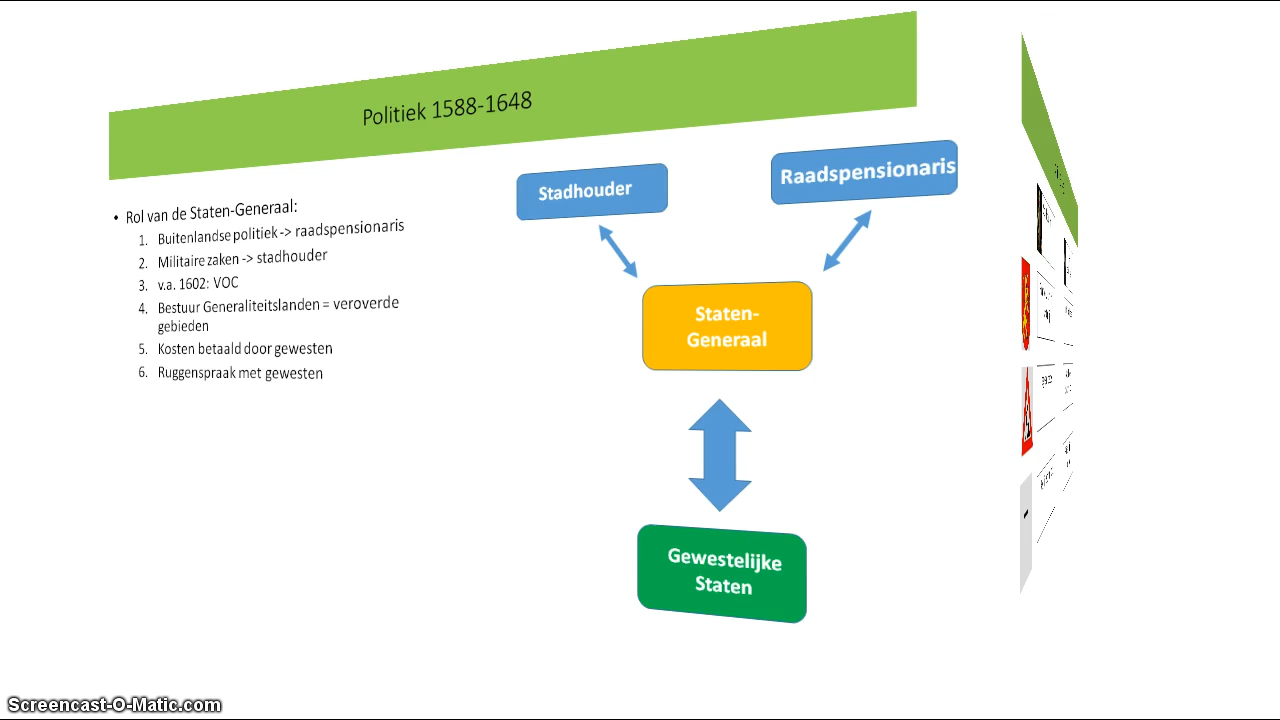 Politiek 1588-1648
• Rol van de Staten-Generaal:
1. Buitenlandse politiek -> raadspensionaris
2. Militaire zaken -> stadhouder
3. v.a. 1602: VOC
4. Bestuur Generaliteitslanden = veroverde
gebieden
5. Kosten betaald door gewesten
6. Ruggenspraak met gewesten
Stadhouder
Raadspensionaris
Staten-
Generaal
Gewestelijke
Staten
Screencast-O-Matic.com